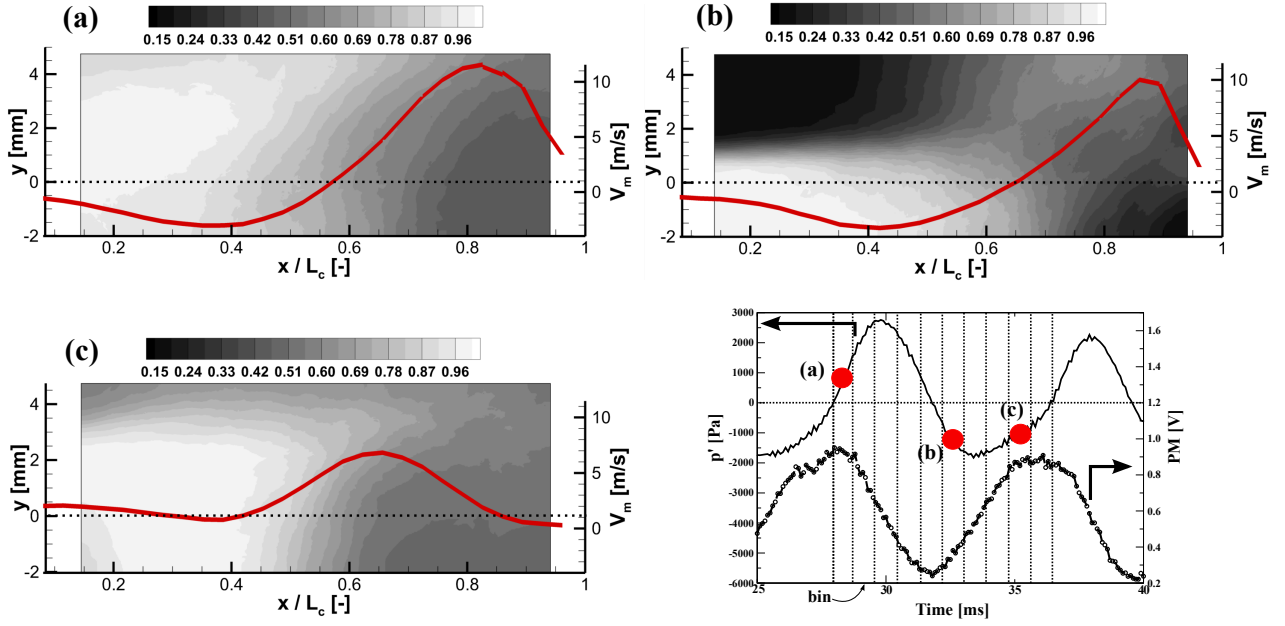 (a)
0.15 0.24 0.33 0.42 0.51 0.60 0.69 0.78 0.87 0.96
4
2
0
-2
y [mm]
10
5
0
V_m [m/s]
0.2 0.4 0.6 0.8 1
x / L_c [-]
(b)
0.15 0.24 0.33 0.42 0.51 0.60 0.69 0.78 0.87 0.96
4
2
0
-2
y [mm]
10
5
0
V_m [m/s]
0.2 0.4 0.6 0.8 1
x / L_c [-]
(c)
0.15 0.24 0.33 0.42 0.51 0.60 0.69 0.78 0.87 0.96
4
2
0
-2
y [mm]
10
5
0
V_m [m/s]
0.2 0.4 0.6 0.8 1
x / L_c [-]
3000
2000
1000
0
-1000
-2000
-3000
-4000
-5000
-6000
p' [Pa]
(a)
(b)
(c)
1.6
1.4
1.2
1.0
0.8
0.6
0.4
0.2
PM [V]
25 30 35 40
bin
Time [ms]